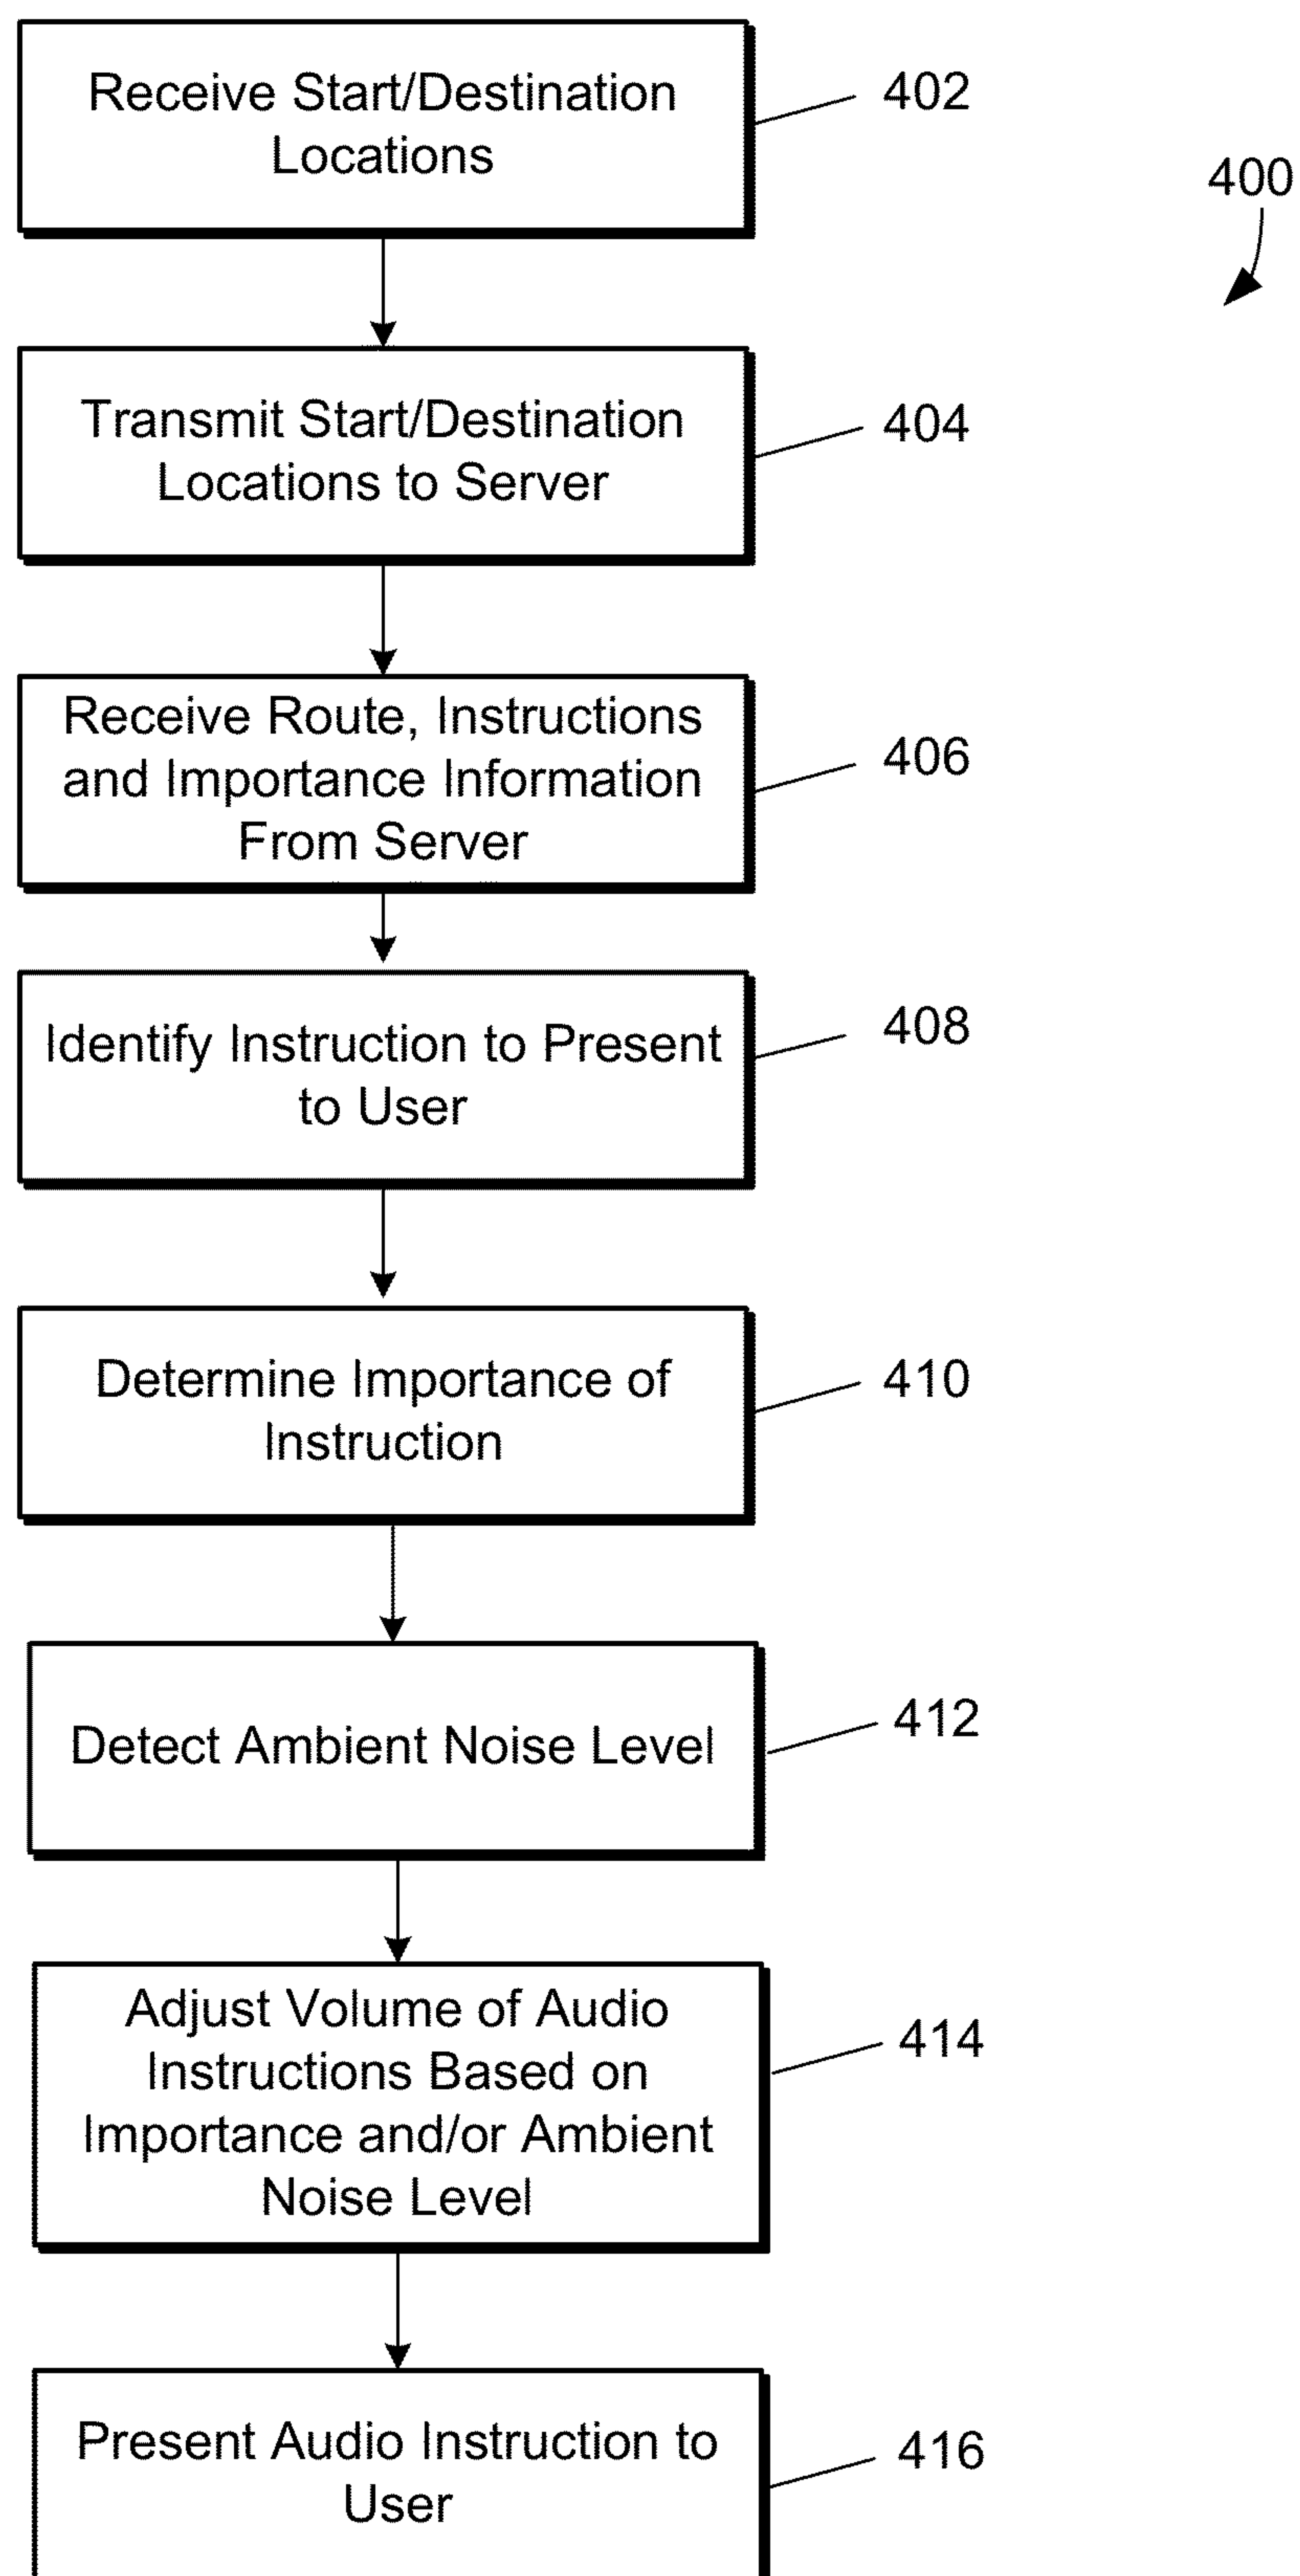 Receive Start/Destination
Locations
402
400
Transmit Start/Destination
Locations to Server
404
Receive Route, Instructions
and Importance Information
From Server
406
Identify Instruction to Present
to User
408
Determine Importance of
Instruction
410
Detect Ambient Noise Level
412
Adjust Volume of Audio
Instructions Based on
Importance and/or Ambient
Noise Level
414
Present Audio Instruction to
User
416